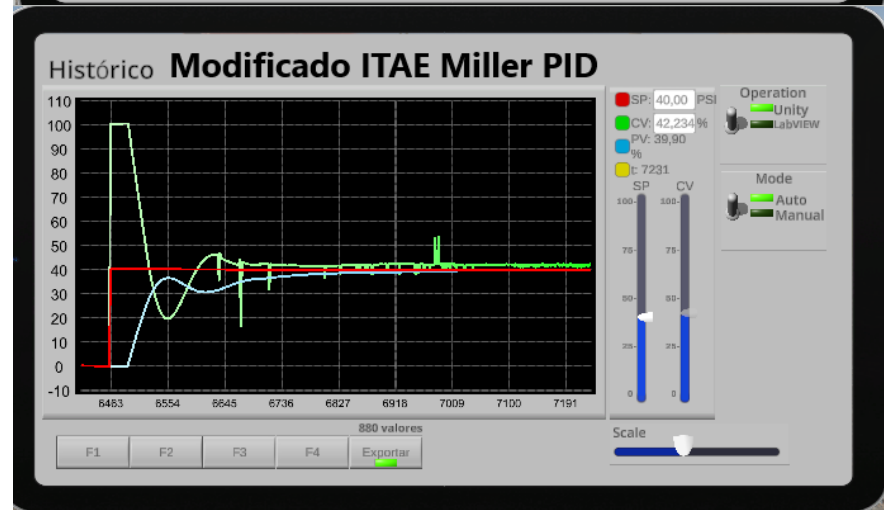 Histórico Modificado ITAE Miller PID
110
100
90
80
70
60
50
40
30
20
10
0
-10
6463 6554 6645 6736 6827 6918 7009 7100 7191
SP: 40,00 PSI
CV: 42,234 %
PV: 39,90
%
t: 7231
SP CV
100- 100-
75- 75-
50- 50-
25- 25-
0 0
Operation
Unity
LabVIEW
Mode
Auto
Manual
880 valores
F1 F2 F3 F4 Exportar
Scale